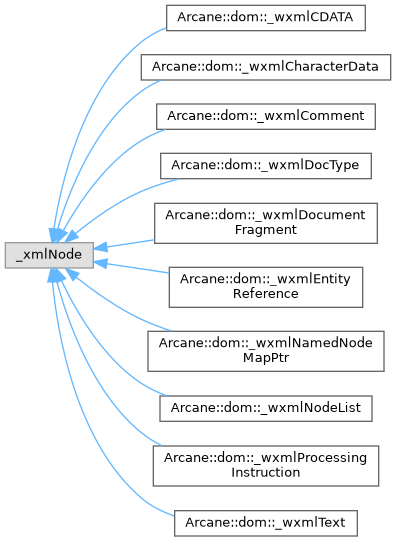 Arcane::dom::_wxmlCDATA
Arcane::dom::_wxmlCharacterData
Arcane::dom::_wxmlComment
Arcane::dom::_wxmlDocType
Arcane::dom::_wxmlDocument
Fragment
_xmlNode
Arcane::dom::_wxmlEntity
Reference
Arcane::dom::_wxmlNamedNode
MapPtr
Arcane::dom::_wxmlNodeList
Arcane::dom::_wxmlProcessing
Instruction
Arcane::dom::_wxmlText